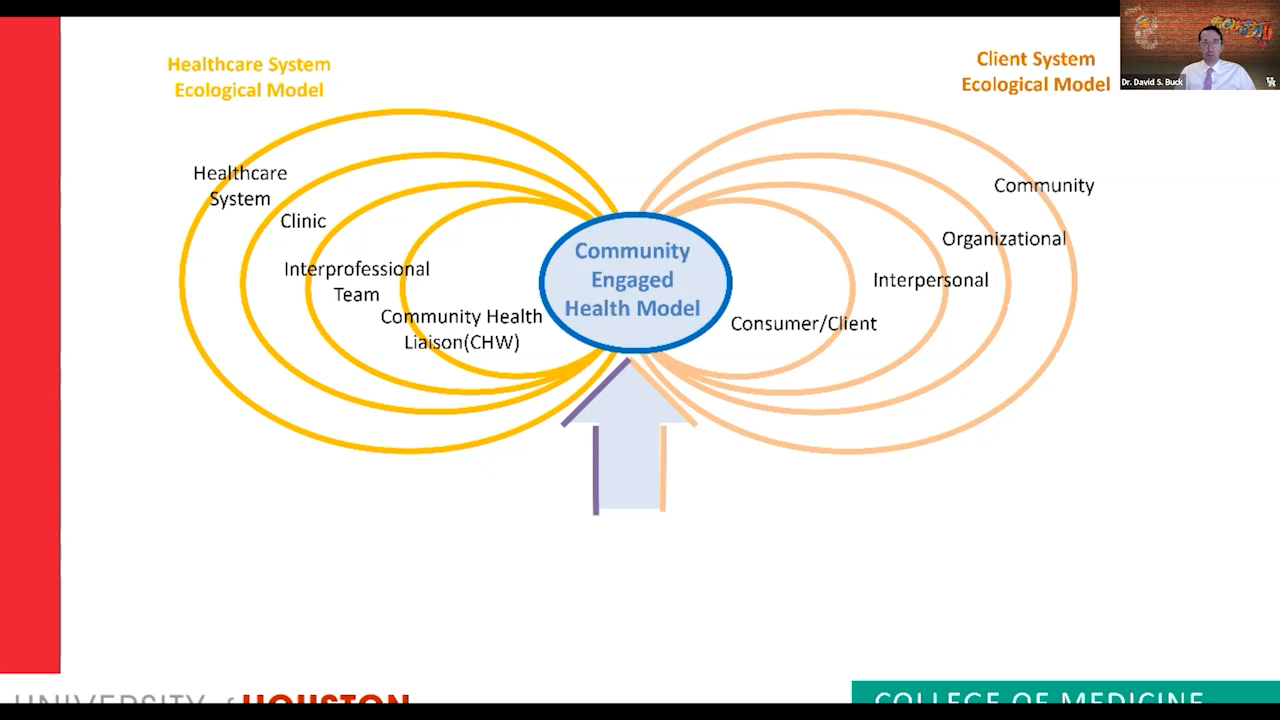 Healthcare System
Ecological Model
Client System
Ecological Model
Dr. David S. Buck
Healthcare
System
Clinic
Interprofessional
Team
Community Health
Liaison(CHW)
Community
Engaged
Health Model
Community
Organizational
Interpersonal
Consumer/Client
UNIVERSITY of HOUSTON
COLLEGE OF MEDICINE